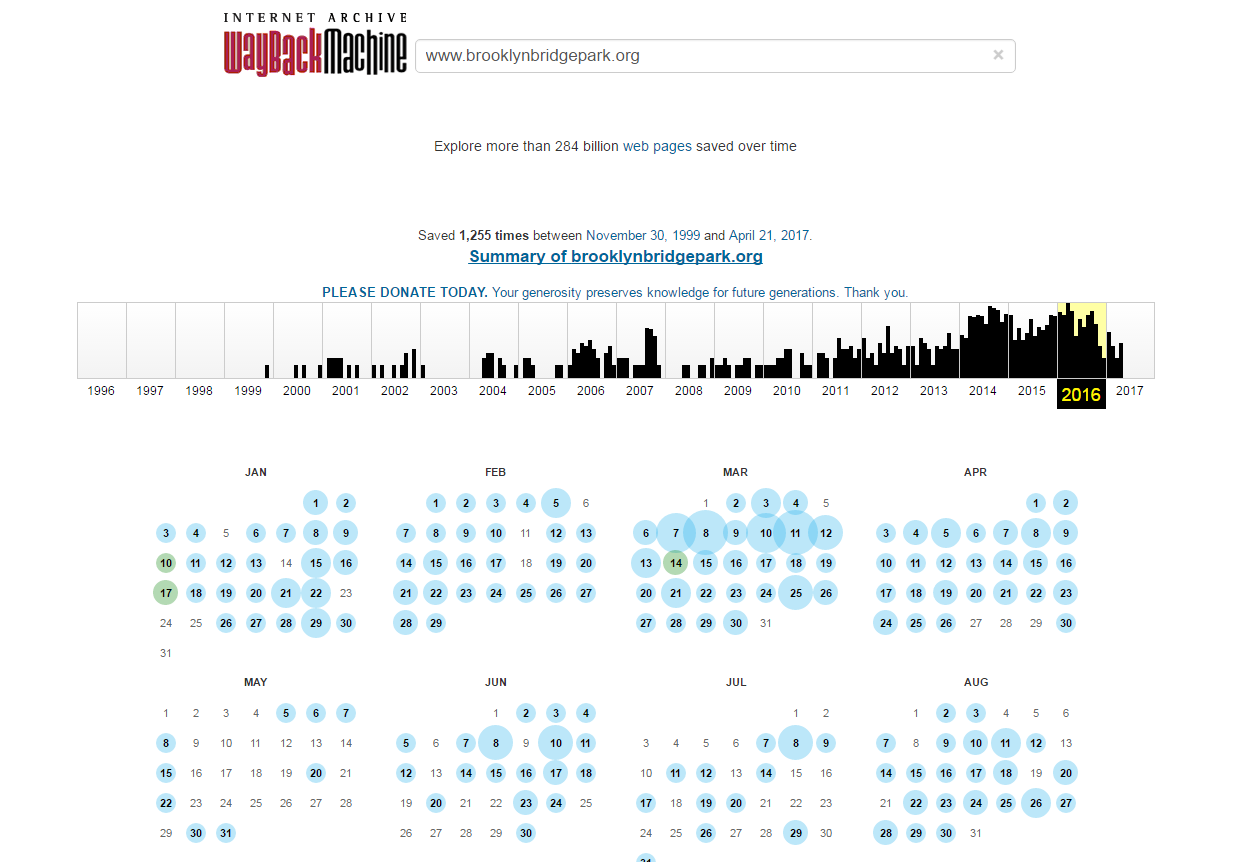 INTERNET ARCHIVE
WayBackMachine
www.brooklynbridgepark.org ×
Explore more than 284 billion web pages saved over time
Saved 1,255 times between November 30, 1999 and April 21, 2017.
Summary of brooklynbridgepark.org
PLEASE DONATE TODAY. Your generosity preserves knowledge for future generations. Thank you.
1996 1997 1998 1999 2000 2001 2002 2003 2004 2005 2006 2007 2008 2009 2010 2011 2012 2013 2014 2015 2016 2017
JAN FEB MAR APR
1 2 1 2 3 4 5 6 1 2 3 4 5 1 2
3 4 5 6 7 8 9 7 8 9 10 11 12 13 6 7 8 9 10 11 12 3 4 5 6 7 8 9
10 11 12 13 14 15 16 14 15 16 17 18 19 20 13 14 15 16 17 18 19 10 11 12 13 14 15 16
17 18 19 20 21 22 23 21 22 23 24 25 26 27 20 21 22 23 24 25 26 17 18 19 20 21 22 23
24 25 26 27 28 29 30 28 29 27 28 29 30 31 24 25 26 27 28 29 30
31
MAY JUN JUL AUG
1 2 3 4 5 6 7 1 2 3 4 1 2 1 2 3 4 5 6
8 9 10 11 12 13 14 5 6 7 8 9 10 11 3 4 5 6 7 8 9 7 8 9 10 11 12 13
15 16 17 18 19 20 21 12 13 14 15 16 17 18 10 11 12 13 14 15 16 14 15 16 17 18 19 20
22 23 24 25 26 27 28 19 20 21 22 23 24 25 17 18 19 20 21 22 23 21 22 23 24 25 26 27
29 30 31 26 27 28 29 30 24 25 26 27 28 29 30 28 29 30 31
31